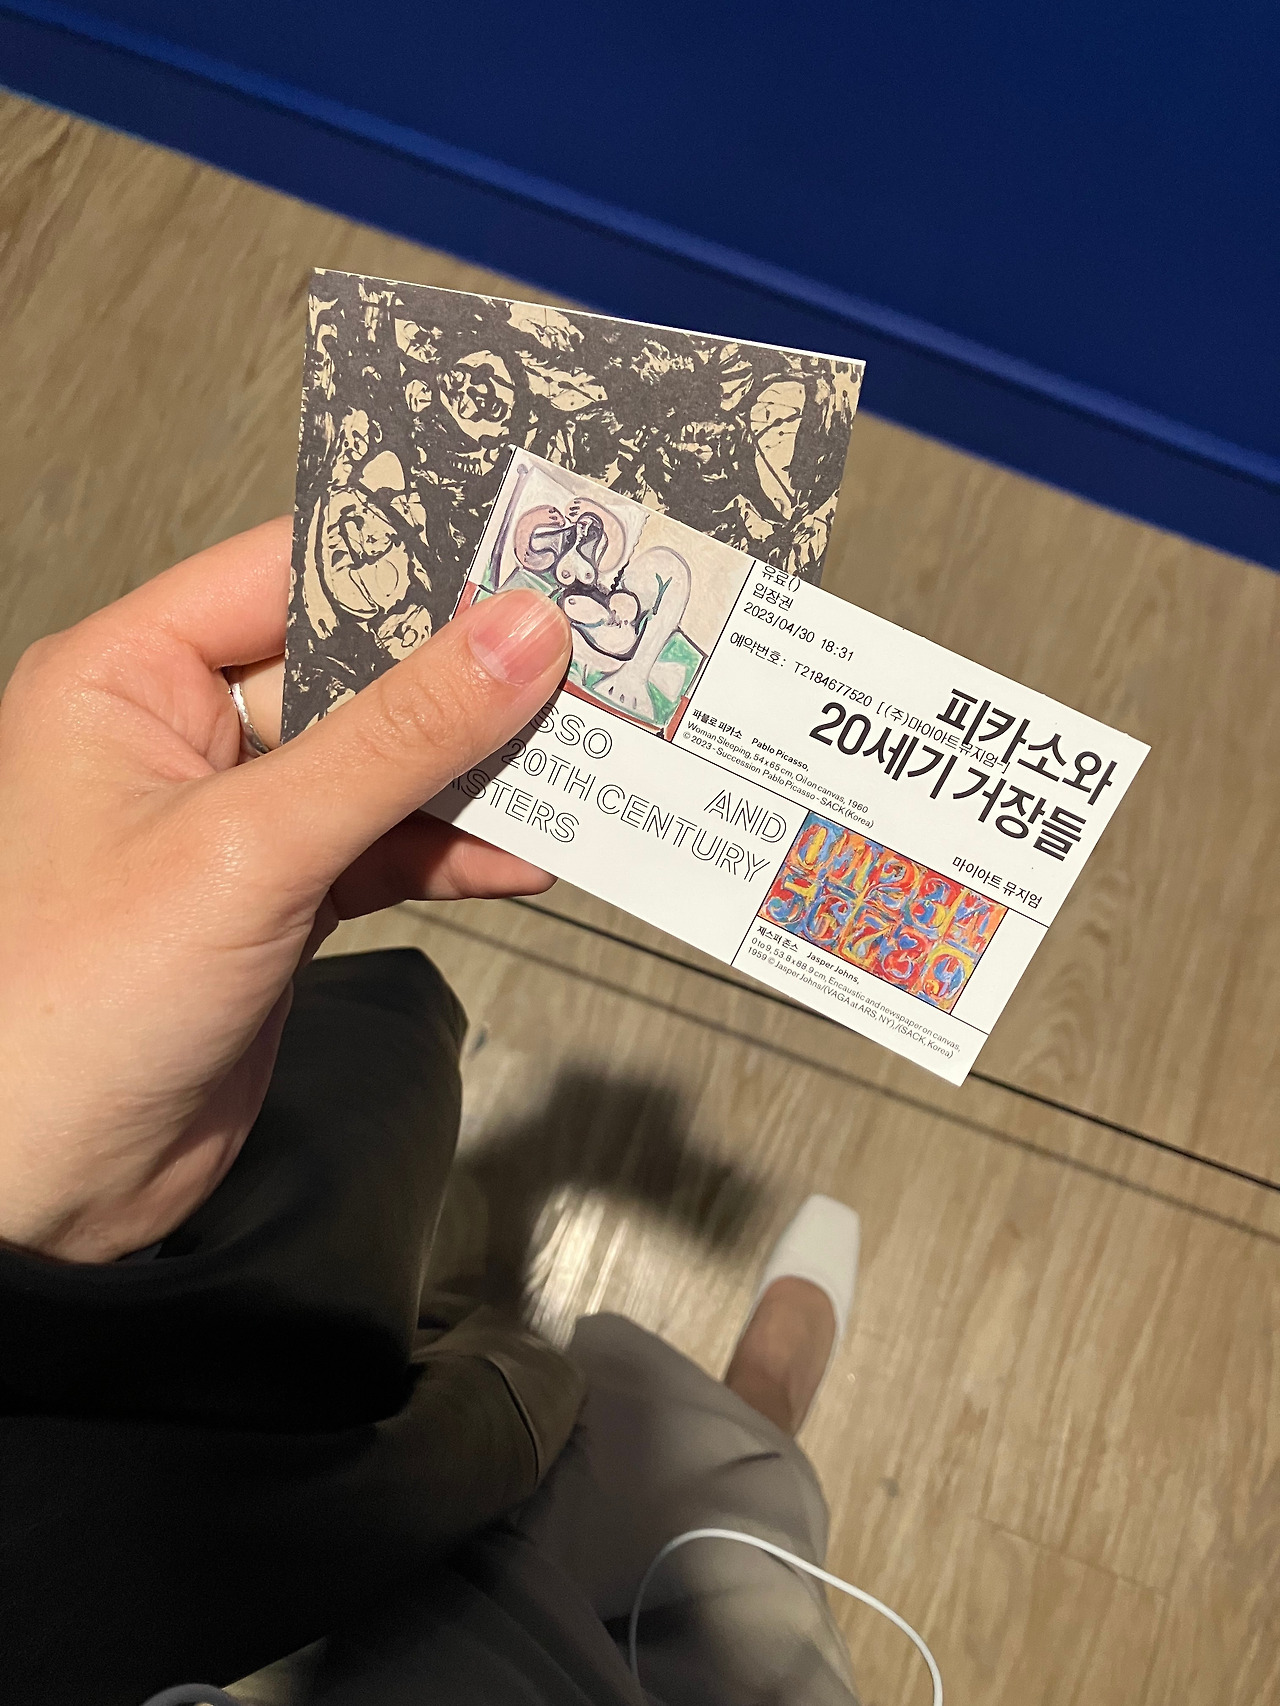 유료()
입장권
2023/04/30 18:31
예약번호: T2184677520 [(주)마이아트뮤지엄-]
피카소와
20세기 거장들
마이아트 뮤지엄
파블로 피카소 Pablo Picasso,
Woman Sleeping, 54 x 65 cm, Oil on canvas, 1960
© 2023 - Succession Pablo Picasso - SACK (Korea)
SSO
AND
20TH CENTURY
STERS
제스퍼 존스 Jasper Johns,
0 to 9, 53.8 x 88.9 cm, Encaustic and newspaper on canvas,
1959 © Jasper Johns/(VAGA at ARS, NY),/(SACK, Korea)